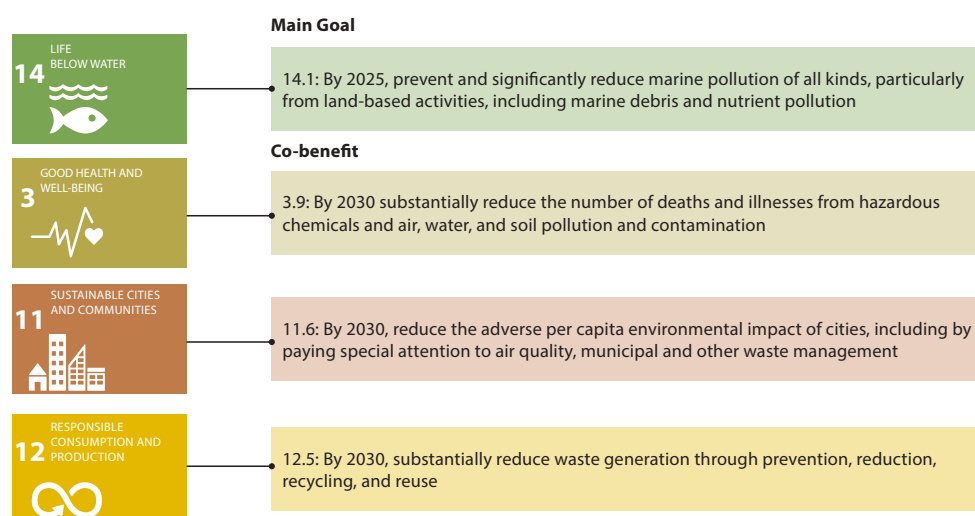 Main Goal
LIFE
BELOW WATER
14
14.1: By 2025, prevent and significantly reduce marine pollution of all kinds, particularly
from land-based activities, including marine debris and nutrient pollution
Co-benefit
GOOD HEALTH AND
WELL-BEING
3
3.9: By 2030 substantially reduce the number of deaths and illnesses from hazardous
chemicals and air, water, and soil pollution and contamination
SUSTAINABLE CITIES
AND COMMUNITIES
11
11.6: By 2030, reduce the adverse per capita environmental impact of cities, including by
paying special attention to air quality, municipal and other waste management
RESPONSIBLE
CONSUMPTION AND
PRODUCTION
12
12.5: By 2030, substantially reduce waste generation through prevention, reduction,
recycling, and reuse